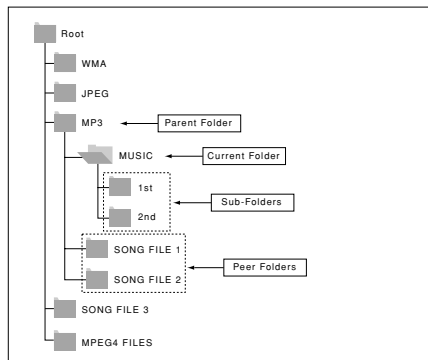 Root
WMA
JPEG
MP3
Parent Folder
MUSIC
Current Folder
1st
Sub-Folders
2nd
SONG FILE 1
Peer Folders
SONG FILE 2
SONG FILE 3
MPEG4 FILES